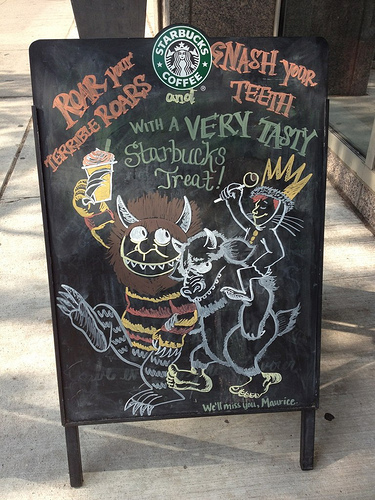 STARBUCKS
COFFEE
®
ROAR your
TERRIBLE ROARS
and
GNASH your
TEETH
WITH A VERY TASTY
Starbucks
Treat!
We'll miss you, Maurice.